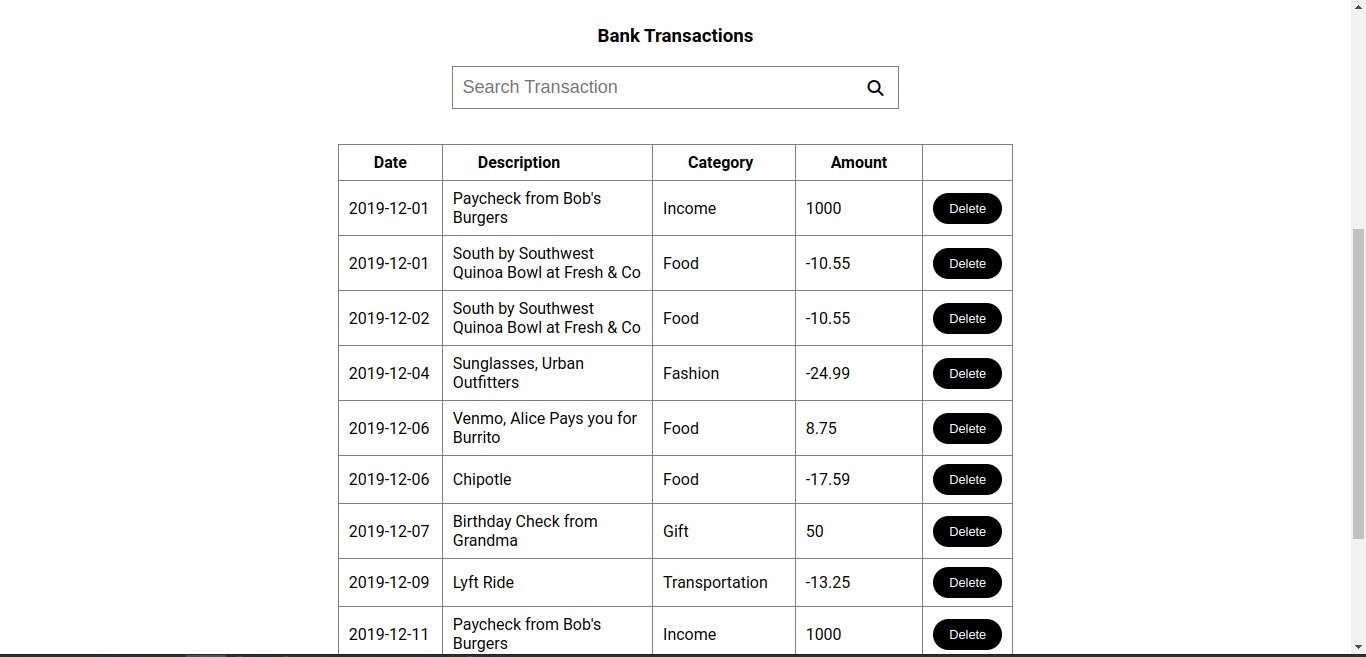 Bank Transactions
Search Transaction
Date Description Category Amount
2019-12-01 Paycheck from Bob's Burgers Income 1000 Delete
2019-12-01 South by Southwest Quinoa Bowl at Fresh & Co Food -10.55 Delete
2019-12-02 South by Southwest Quinoa Bowl at Fresh & Co Food -10.55 Delete
2019-12-04 Sunglasses, Urban Outfitters Fashion -24.99 Delete
2019-12-06 Venmo, Alice Pays you for Burrito Food 8.75 Delete
2019-12-06 Chipotle Food -17.59 Delete
2019-12-07 Birthday Check from Grandma Gift 50 Delete
2019-12-09 Lyft Ride Transportation -13.25 Delete
2019-12-11 Paycheck from Bob's Burgers Income 1000 Delete